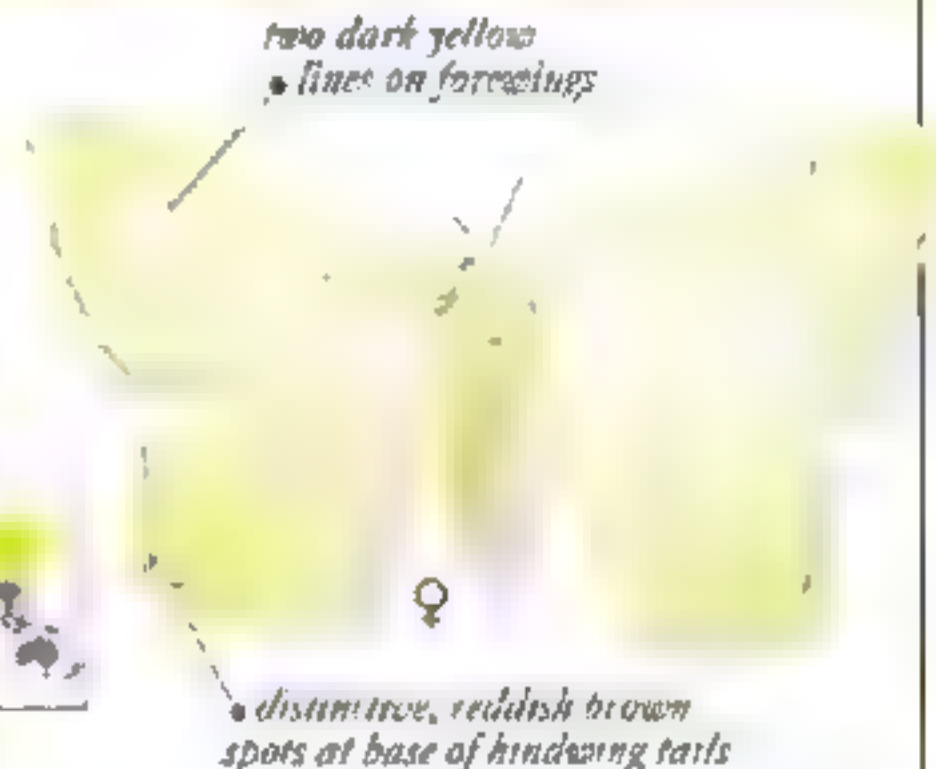 two dark yellow
lines on forewings
distinctive, reddish brown
spots at base of hindwing tails